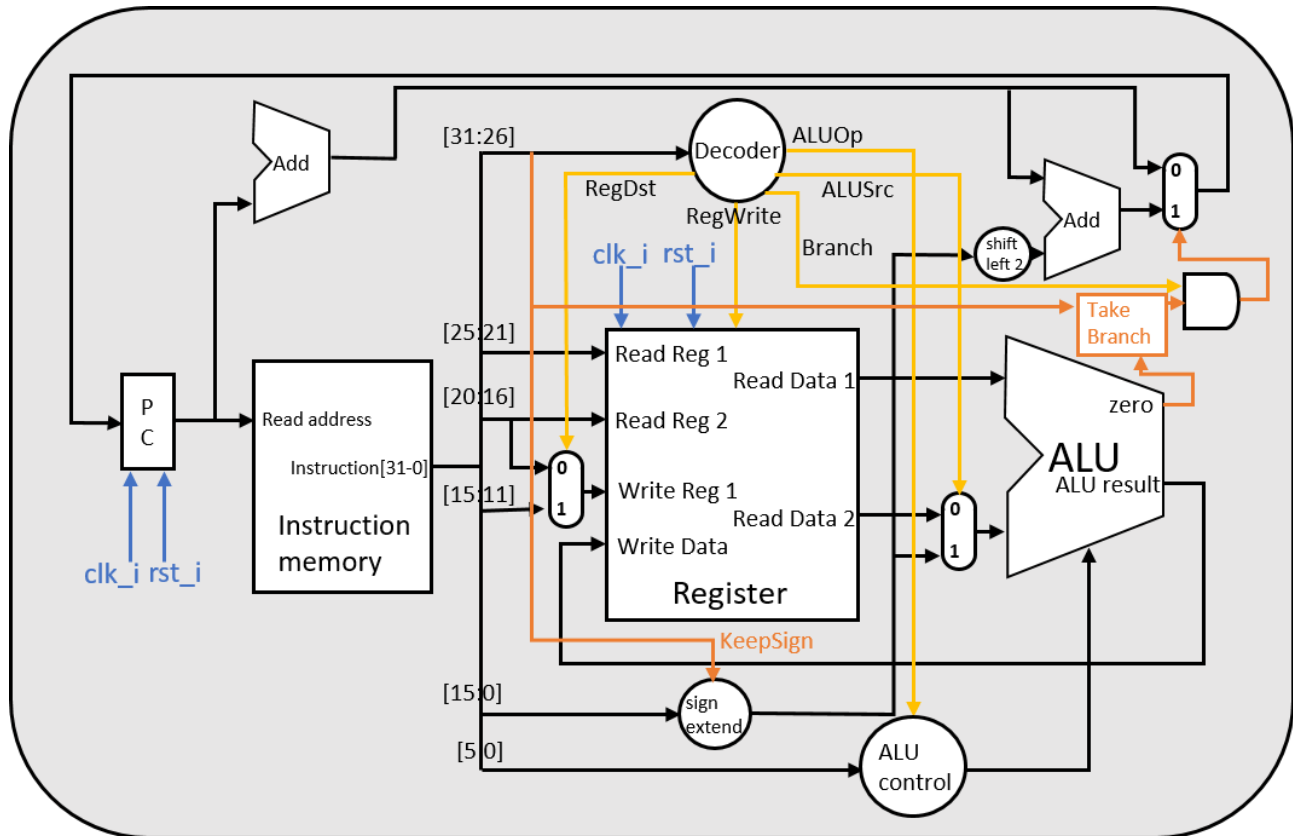 [31:26]
Decoder
ALUOp
Add
RegDst
ALUSrc
0
1
RegWrite
Add
clk_i
rst_i
Branch
shift
left 2
Take
Branch
[25:21]
Read Reg 1
Read Data 1
[20:16]
P
C
Read address
Read Reg 2
zero
Instruction[31-0]
0
1
ALU
ALU result
[15:11]
Write Reg 1
Read Data 2
0
1
Instruction
memory
Write Data
clk_i
rst_i
Register
KeepSign
[15:0]
sign
extend
[5:0]
ALU
control